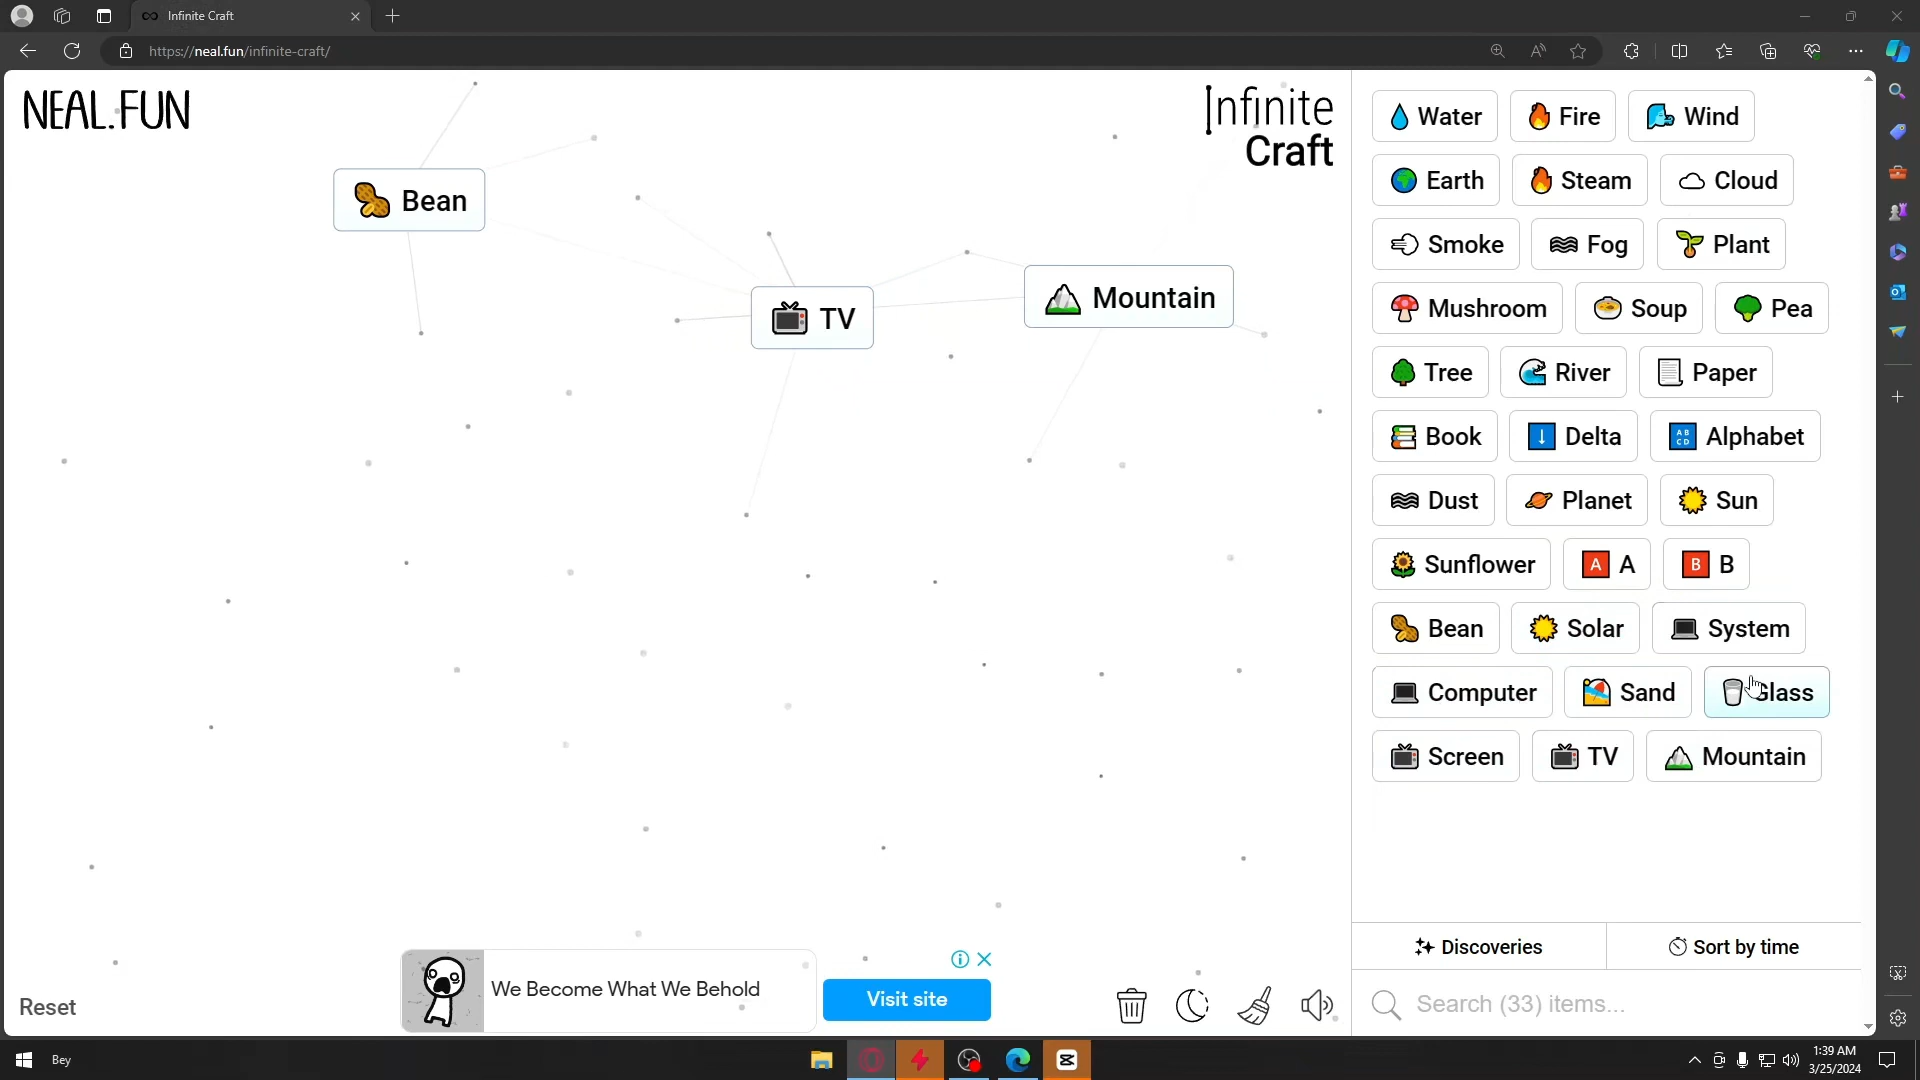 Infinite Craft
https://neal.fun/infinite-craft/
NEAL.FUN
Infinite
Craft
Bean
TV
Mountain
Water
Fire
Wind
Earth
Steam
Cloud
Smoke
Fog
Plant
Mushroom
Soup
Pea
Tree
River
Paper
Book
Delta
Alphabet
Dust
Planet
Sun
Sunflower
A A
B B
Bean
Solar
System
Computer
Sand
Glass
Screen
TV
Mountain
Discoveries
Sort by time
Search (33) items...
We Become What We Behold
Visit site
Reset
Bey
1:39 AM
3/25/2024